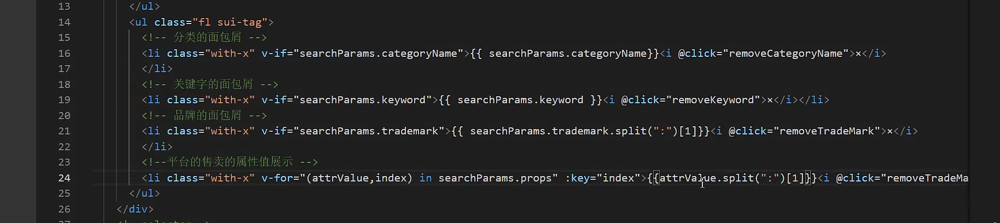 13 </ul>
14 <ul class="fl sui-tag">
15 <!-- 分类的面包屑 -->
16 <li class="with-x" v-if="searchParams.categoryName">{{ searchParams.categoryName}}<i @click="removeCategoryName">×</i>
17 </li>
18 <!-- 关键字的面包屑 -->
19 <li class="with-x" v-if="searchParams.keyword">{{ searchParams.keyword }}<i @click="removeKeyword">×</i></li>
20 <!-- 品牌的面包屑 -->
21 <li class="with-x" v-if="searchParams.trademark">{{ searchParams.trademark.split(":")[1]}}<i @click="removeTradeMark">×</i>
22 </li>
23 <!--平台的售卖的属性值展示 -->
24 <li class="with-x" v-for="(attrValue,index) in searchParams.props" :key="index">{{attrValue.split(":")[1]}}<i @click="removeTradeMa
25 </ul>
26 </div>
27 <!-- selector -->